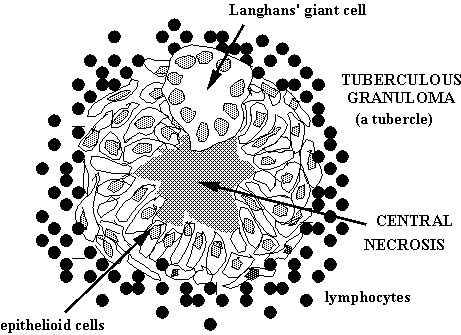 Langhans' giant cell
TUBERCULOUS
GRANULOMA
(a tubercle)
CENTRAL
NECROSIS
lymphocytes
epithelioid cells